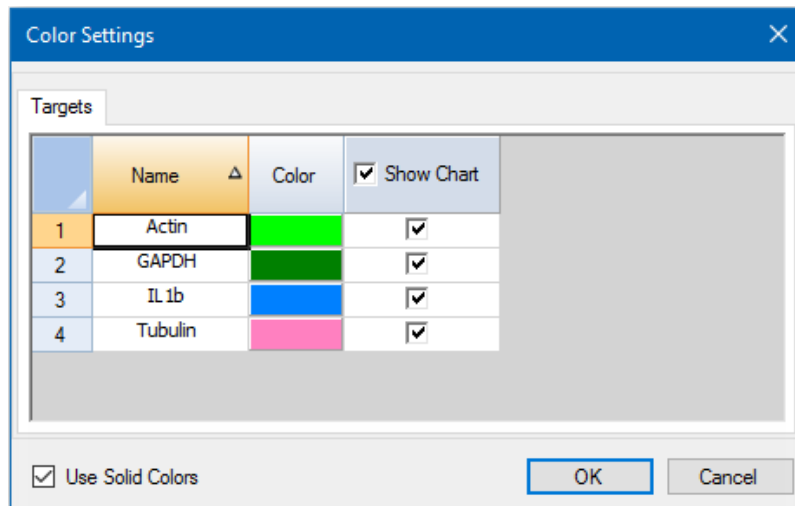 Color Settings
Targets
Name Color Show Chart
1 Actin
2 GAPDH
3 IL1b
4 Tubulin
Use Solid Colors OK Cancel